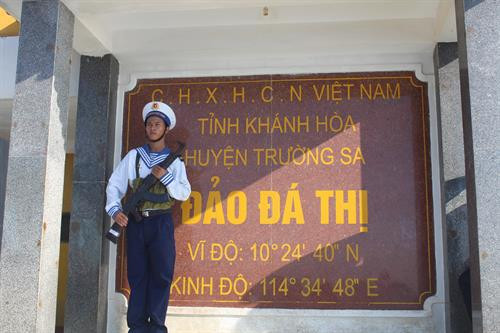 C.H.X.H.C.N VIỆT NAM
TỈNH KHÁNH HÒA
HUYỆN TRƯỜNG SA
ĐẢO ĐÁ THỊ
VĨ ĐỘ: 10° 24' 40" N,
KINH ĐỘ: 114° 34' 48" E